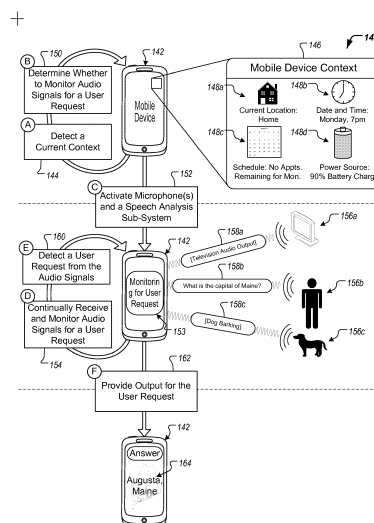 14
150
142
146
B
Determine Whether
to Monitor Audio
Signals for a User
Request
Mobile
Device
Mobile Device Context
148a
148b
Current Location:
Home
Date and Time:
Monday, 7pm
A
Detect a
Current Context
144
148c
148d
Schedule: No Appts.
Remaining for Mon.
Power Source:
90% Battery Charg
C
152
Activate Microphone(s)
and a Speech Analysis
Sub-System
160
142
158a
156a
E
Detect a User
Request from the
Audio Signals
[Television Audio Output]
158b
D
Continually Receive
and Monitor Audio
Signals for a User
Request
Monitorin
g for User
Request
What is the capital of Maine?
156b
158c
153
[Dog Barking]
156c
154
162
F
Provide Output for the
User Request
142
Answer
164
Augusta,
Maine